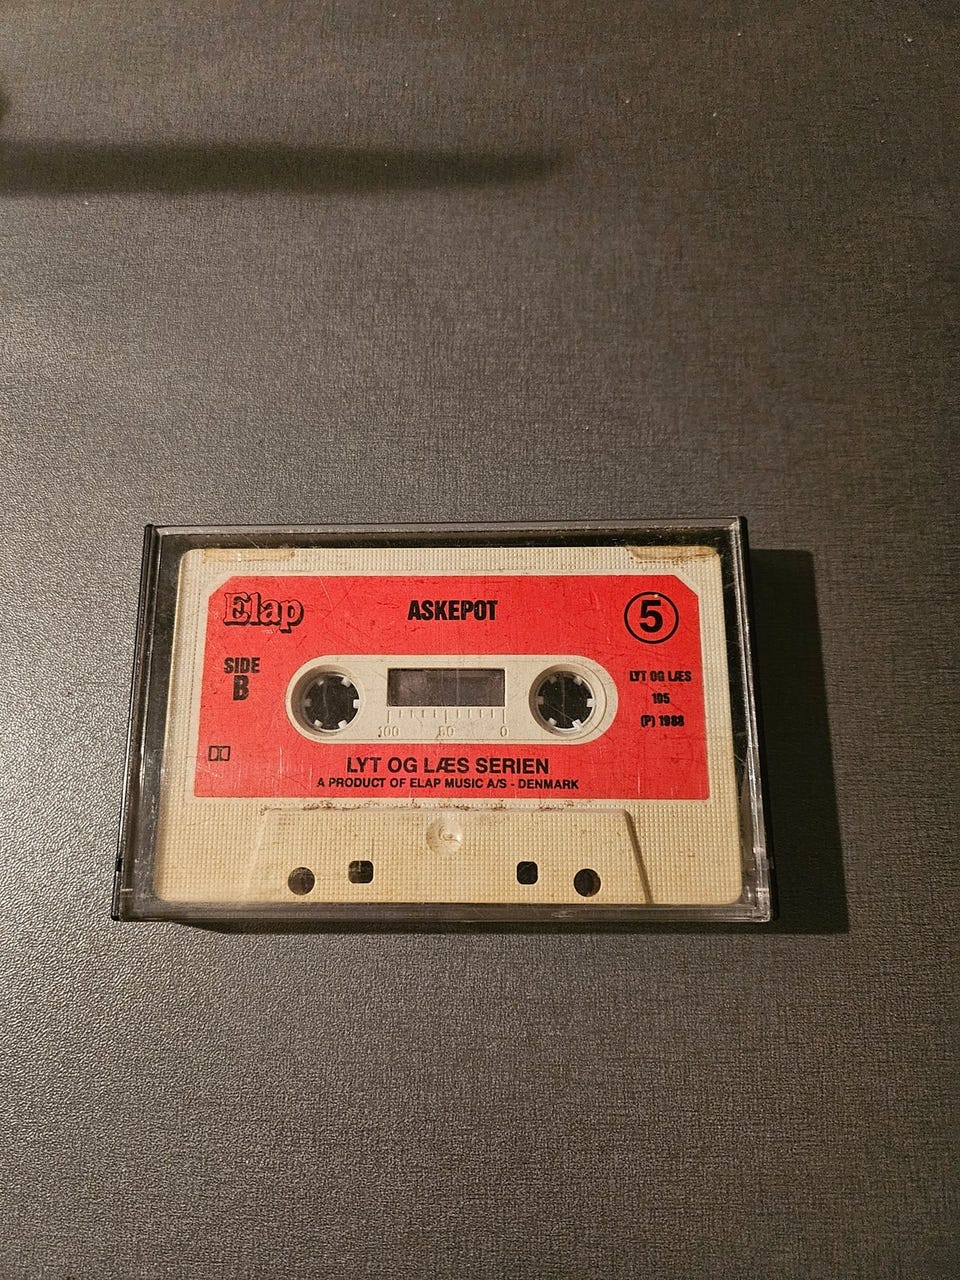 Elap
ASKEPOT
5
SIDE
B
LYT OG LÆS
105
(P) 1988
100 50 0
LYT OG LÆS SERIEN
A PRODUCT OF ELAP MUSIC A/S - DENMARK